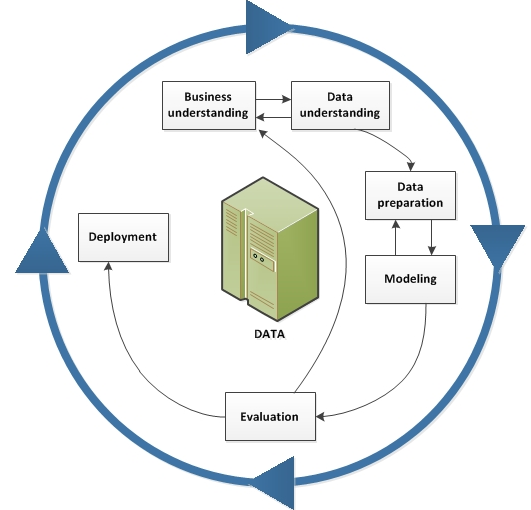 Business
understanding
Data
understanding
Data
preparation
Deployment
Modeling
DATA
Evaluation